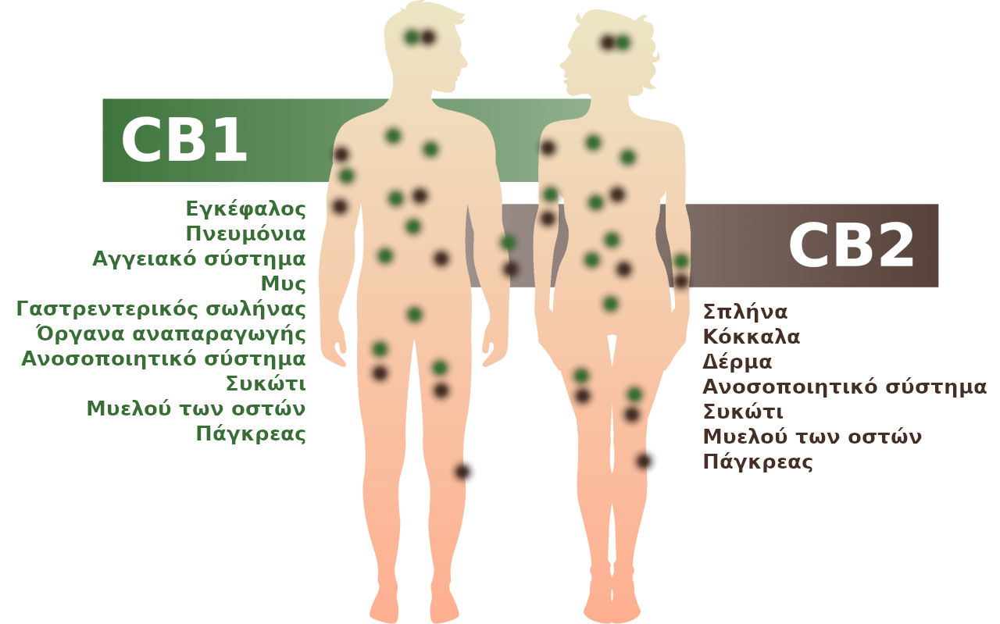 CB1
Εγκέφαλος
Πνευμόνια
Αγγειακό σύστημα
Μυς
Γαστρεντερικός σωλήνας
Όργανα αναπαραγωγής
Ανοσοποιητικό σύστημα
Συκώτι
Μυελού των οστών
Πάγκρεας
CB2
Σπλήνα
Κόκκαλα
Δέρμα
Ανοσοποιητικό σύστημα
Συκώτι
Μυελού των οστών
Πάγκρεας